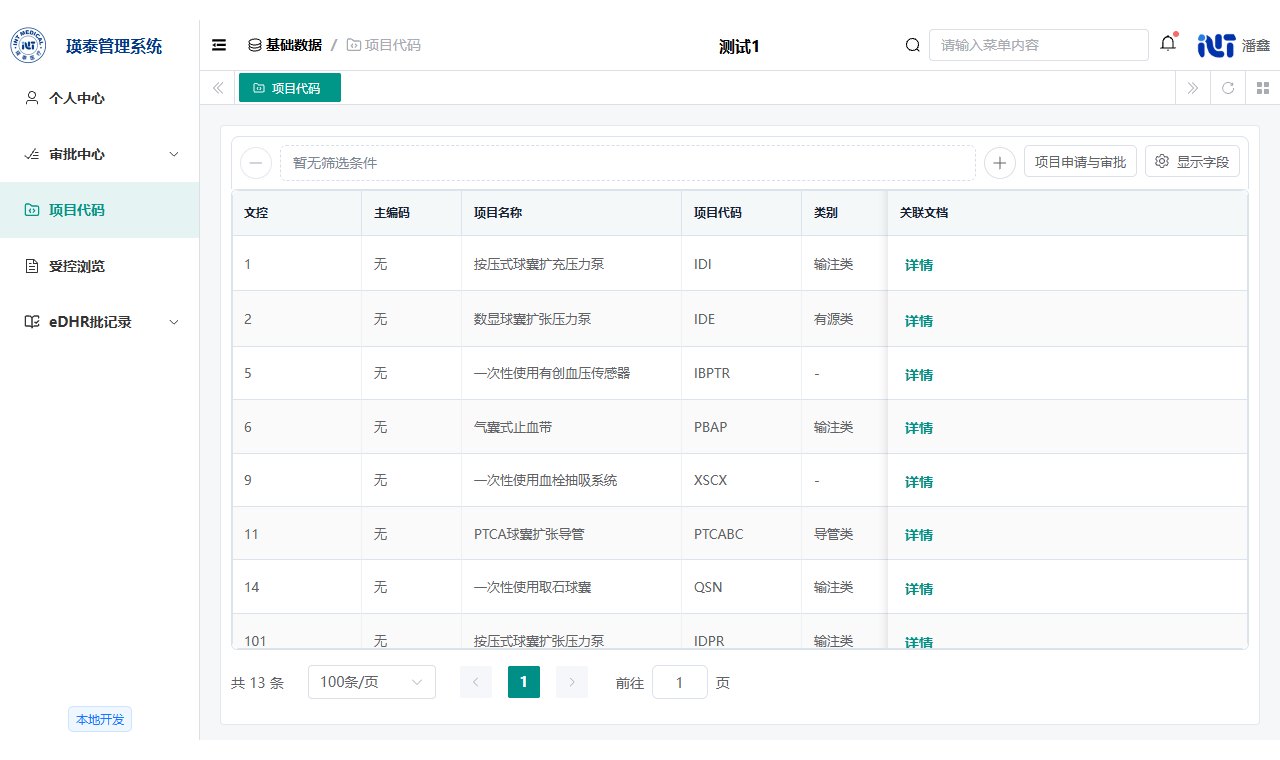 瑛泰管理系统
基础数据 / 项目代码
测试1
请输入菜单内容
潘鑫
个人中心
审批中心
项目代码
受控浏览
eDHR批记录
本地开发
项目代码
暂无筛选条件
项目申请与审批
显示字段
文控 主编码 项目名称 项目代码 类别 关联文档
1 无 按压式球囊扩充压力泵 IDI 输注类 详情
2 无 数显球囊扩张压力泵 IDE 有源类 详情
5 无 一次性使用有创血压传感器 IBPTR - 详情
6 无 气囊式止血带 PBAP 输注类 详情
9 无 一次性使用血栓抽吸系统 XSCX - 详情
11 无 PTCA球囊扩张导管 PTCABC 导管类 详情
14 无 一次性使用取石球囊 QSN 输注类 详情
101 无 按压式球囊扩张压力泵 IDPR 输注类 详情
共 13 条 100条/页 1 前往 1 页